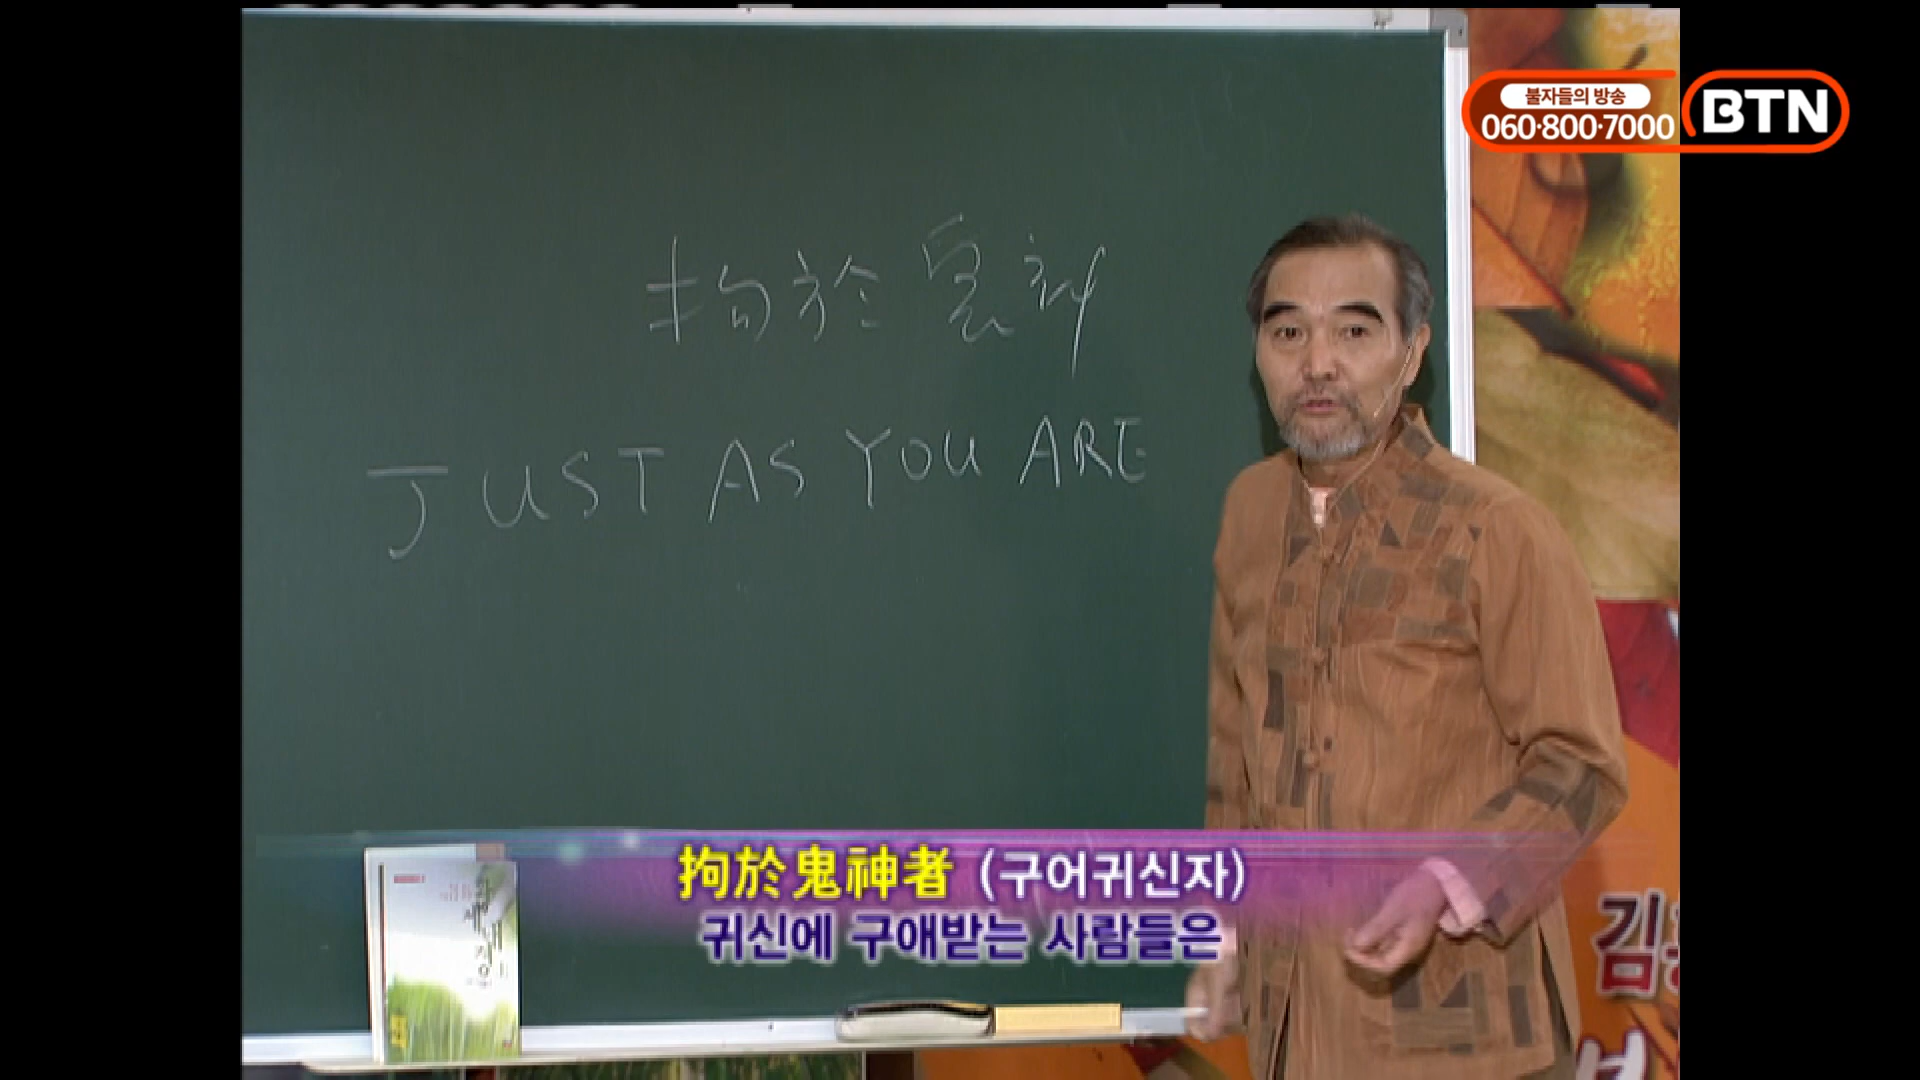 불자들의 방송
060·800·7000
BTN
拘於鬼神
JUST AS YOU ARE
拘於鬼神者 (구어귀신자)
귀신에 구애받는 사람들은
김